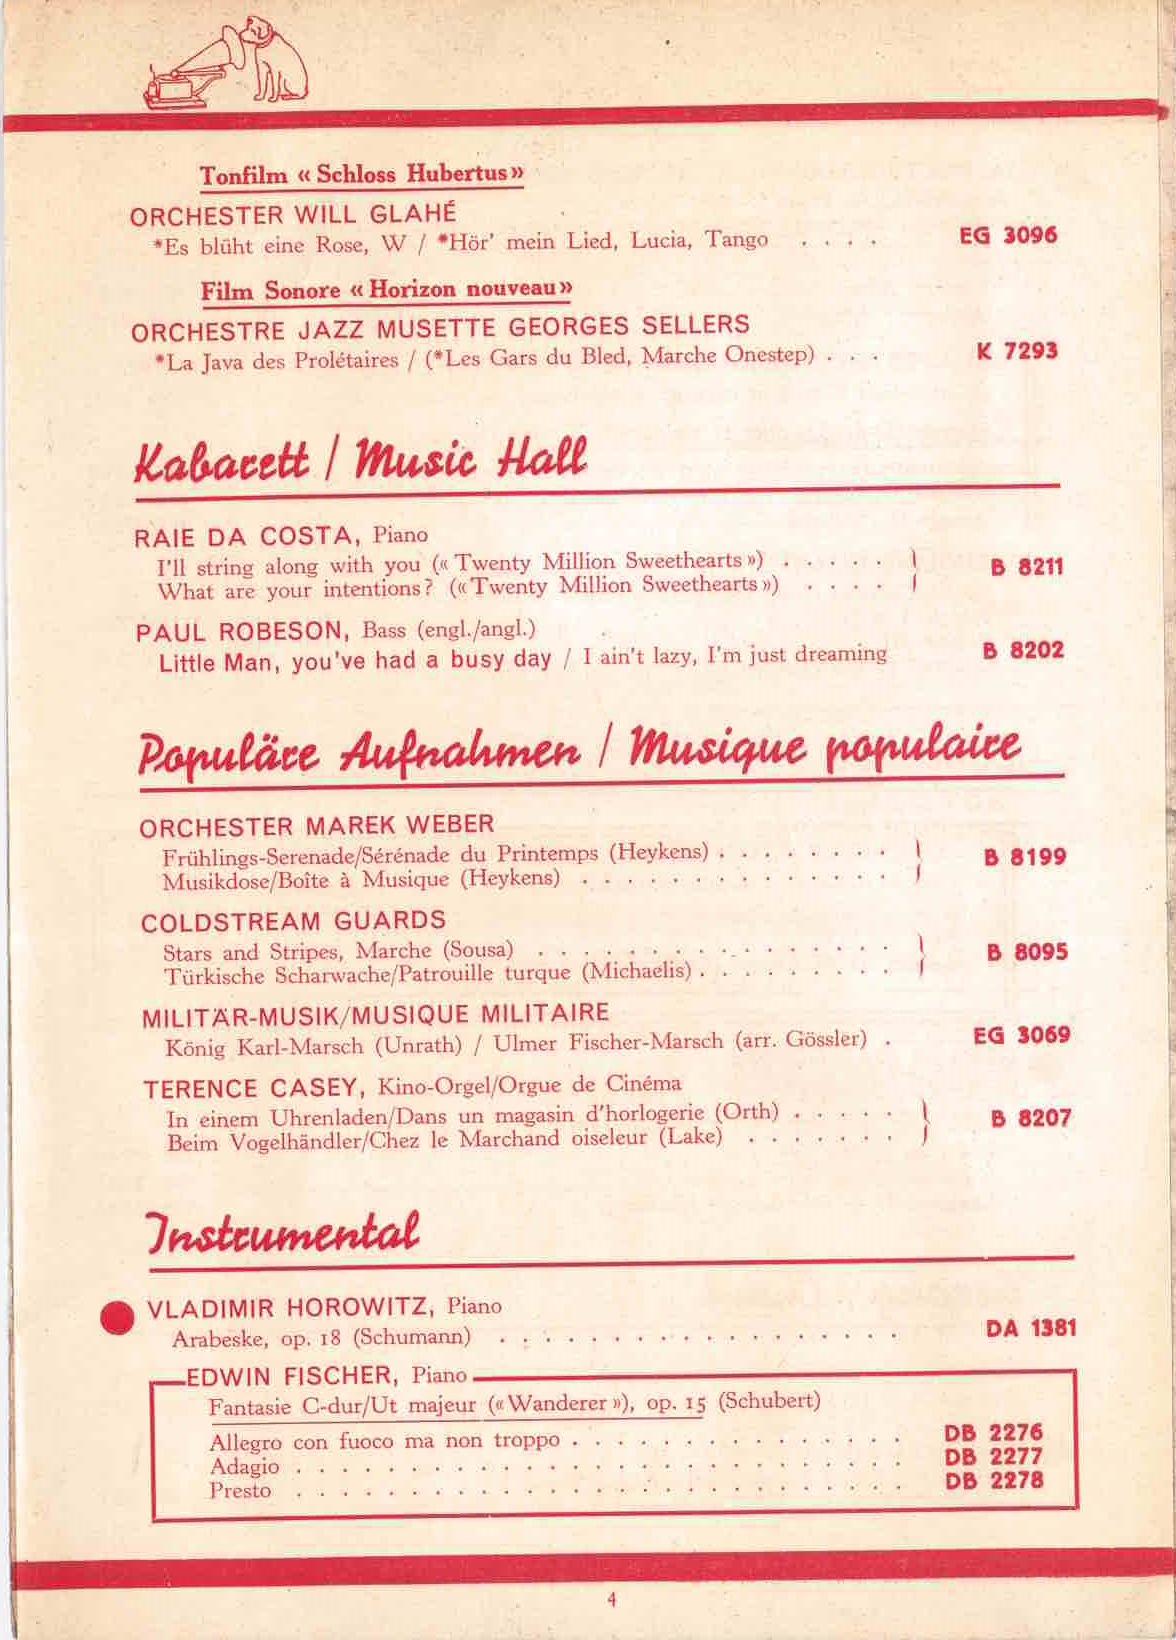 Tonfilm « Schloss Hubertus »
ORCHESTER WILL GLAHÉ
*Es blüht eine Rose, W / *Hör' mein Lied, Lucia, Tango . . . . EG 3096
Film Sonore « Horizon nouveau »
ORCHESTRE JAZZ MUSETTE GEORGES SELLERS
*La Java des Prolétaires / (*Les Gars du Bled, Marche Onestep) . . . K 7293
Kabarett / Music Hall
RAIE DA COSTA, Piano
I'll string along with you (« Twenty Million Sweethearts ») . . . . .
What are your intentions? (« Twenty Million Sweethearts ») . . . . B 8211
PAUL ROBESON, Bass (engl./angl.)
Little Man, you've had a busy day / I ain't lazy, I'm just dreaming B 8202
Populäre Aufnahmen / Musique populaire
ORCHESTER MAREK WEBER
Frühlings-Serenade/Sérénade du Printemps (Heykens) . . . . . . . .
Musikdose/Boîte à Musique (Heykens) . . . . . . . . . . . . . . B 8199
COLDSTREAM GUARDS
Stars and Stripes, Marche (Sousa) . . . . . . . . . . . . . . . .
Türkische Scharwache/Patrouille turque (Michaelis) . . . . . . . . . B 8095
MILITÄR-MUSIK/MUSIQUE MILITAIRE
König Karl-Marsch (Unrath) / Ulmer Fischer-Marsch (arr. Gössler) . EG 3069
TERENCE CASEY, Kino-Orgel/Orgue de Cinéma
In einem Uhrenladen/Dans un magasin d'horlogerie (Orth) . . . . .
Beim Vogelhändler/Chez le Marchand oiseleur (Lake) . . . . . . . B 8207
Instrumental
VLADIMIR HOROWITZ, Piano
Arabeske, op. 18 (Schumann) . . . . . . . . . . . . . . . . . . DA 1381
EDWIN FISCHER, Piano
Fantasie C-dur/Ut majeur (« Wanderer »), op. 15 (Schubert)
Allegro con fuoco ma non troppo . . . . . . . . . . . . . . . DB 2276
Adagio . . . . . . . . . . . . . . . . . . . . . . . . . . . DB 2277
Presto . . . . . . . . . . . . . . . . . . . . . . . . . . . DB 2278
4